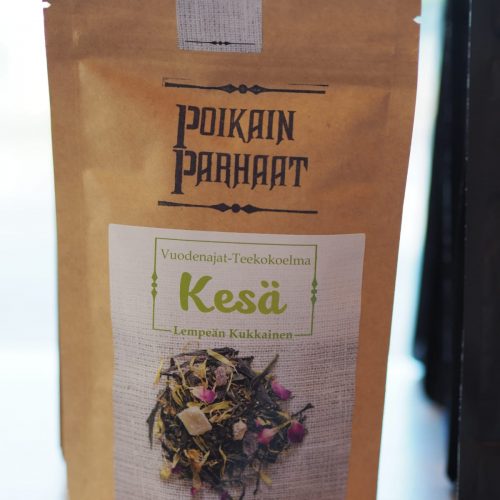 POIKAIN
PARHAAT
Vuodenajat-Teekokoelma
Kesä
Lempeän Kukkainen